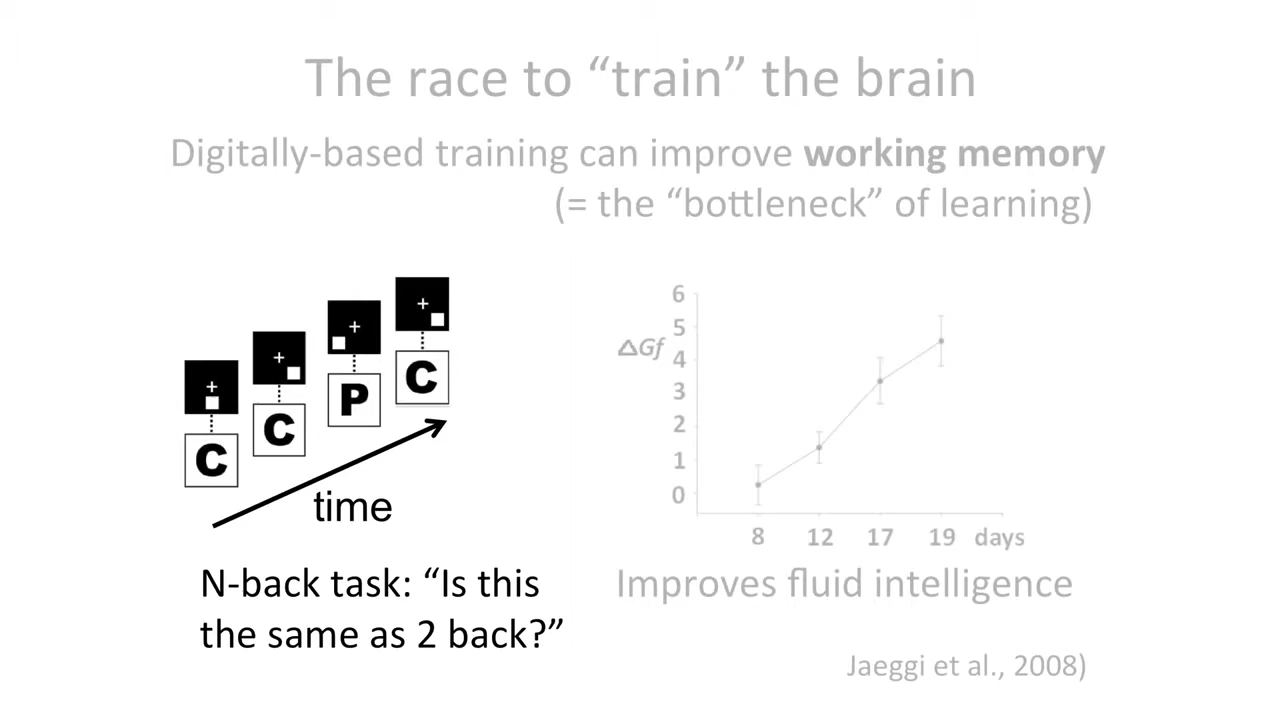 The race to “train” the brain
Digitally-based training can improve working memory
(= the “bottleneck” of learning)
C
C
P
C
time
N-back task: “Is this
the same as 2 back?”
6
5
△Gf
4
3
2
1
0
8 12 17 19 days
Improves fluid intelligence
Jaeggi et al., 2008)